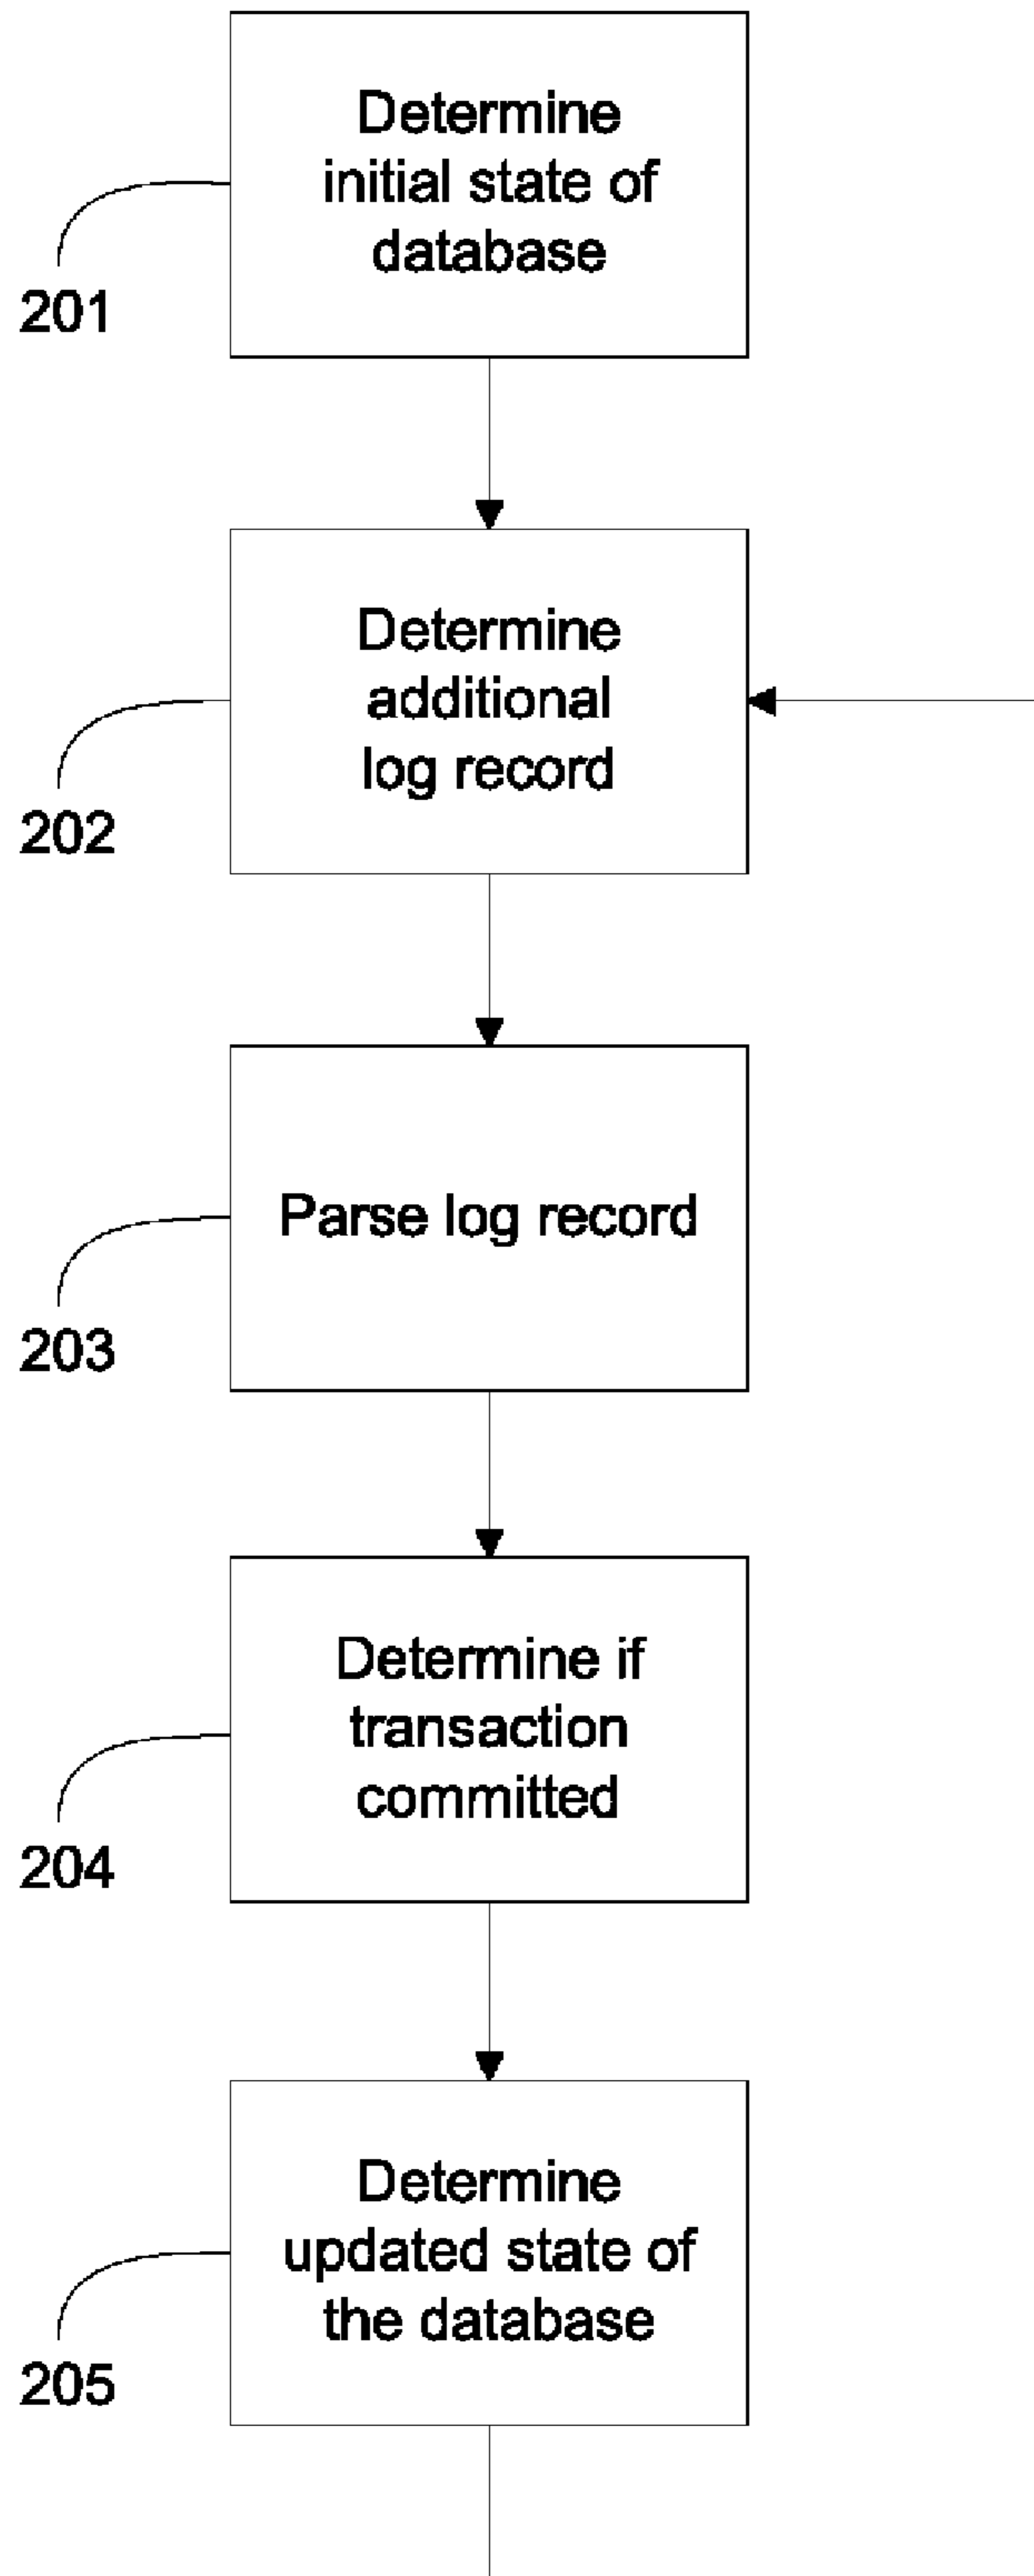 Determine
initial state of
database
201
Determine
additional
log record
202
Parse log record
203
Determine if
transaction
committed
204
Determine
updated state of
the database
205